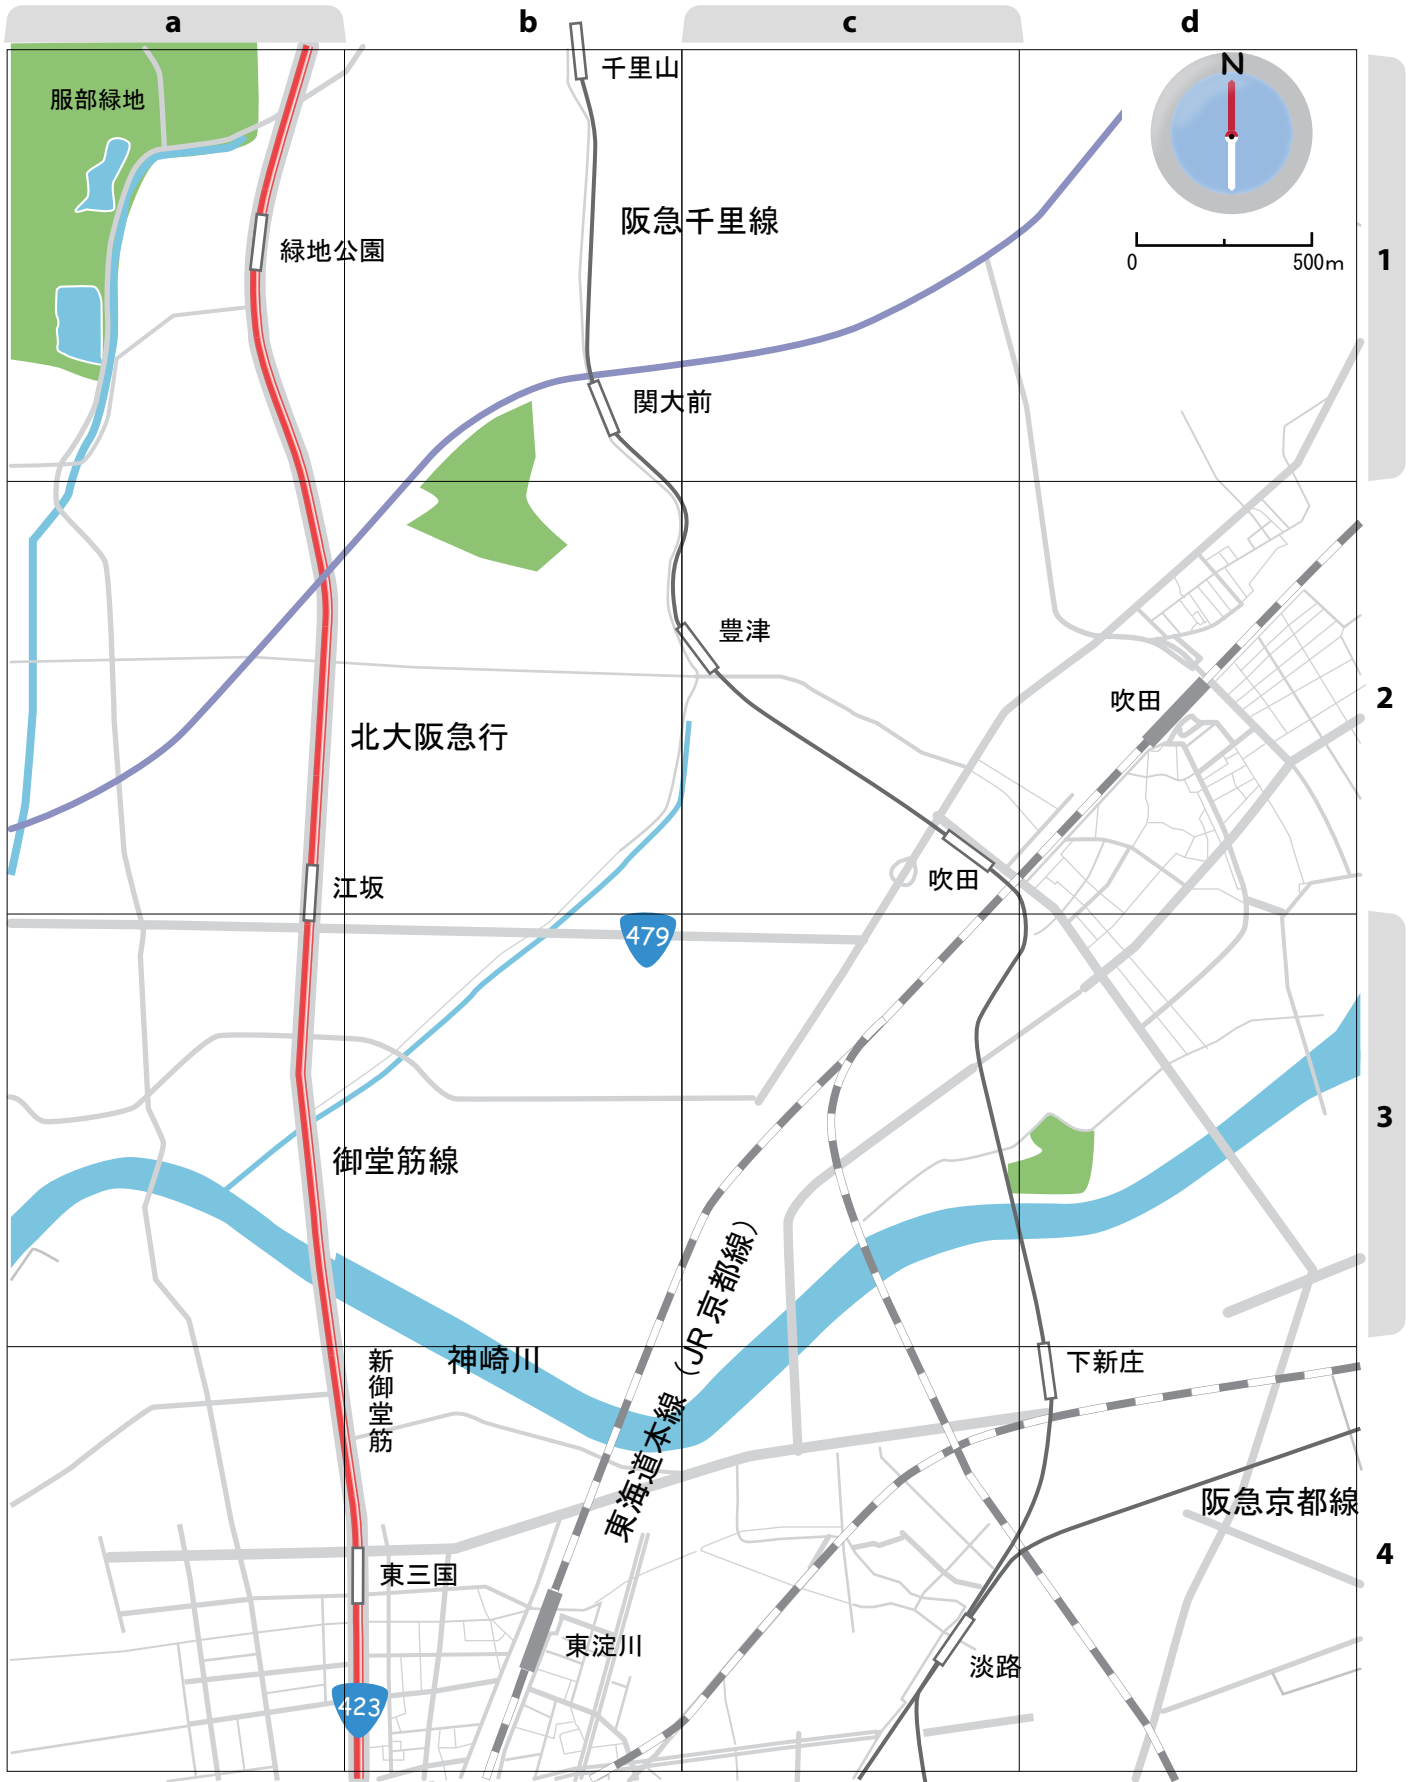 a
b
c
d
N
0
500m
1
2
3
4
千里山
服部緑地
阪急千里線
緑地公園
関大前
豊津
吹田
北大阪急行
吹田
江坂
479
御堂筋線
東海道本線（JR 京都線）
新御堂筋
神崎川
下新庄
阪急京都線
東三国
東淀川
淡路
423